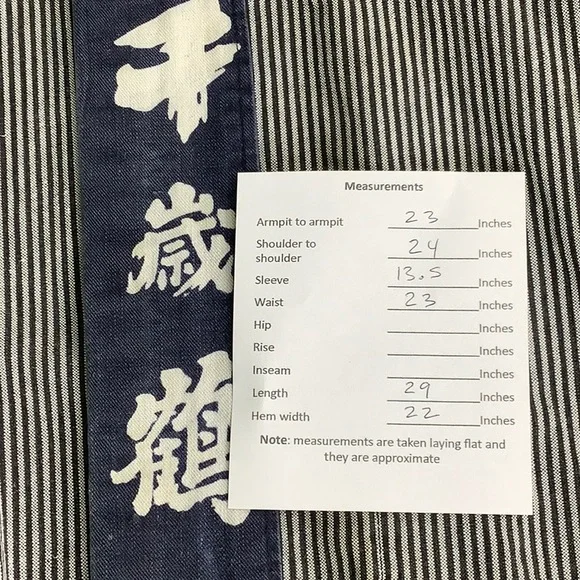 千
歳
鶴
Measurements
Armpit to armpit 23 Inches
Shoulder to shoulder 24 Inches
Sleeve 13.5 Inches
Waist 23 Inches
Hip Inches
Rise Inches
Inseam Inches
Length 29 Inches
Hem width 22 Inches
Note: measurements are taken laying flat and
they are approximate